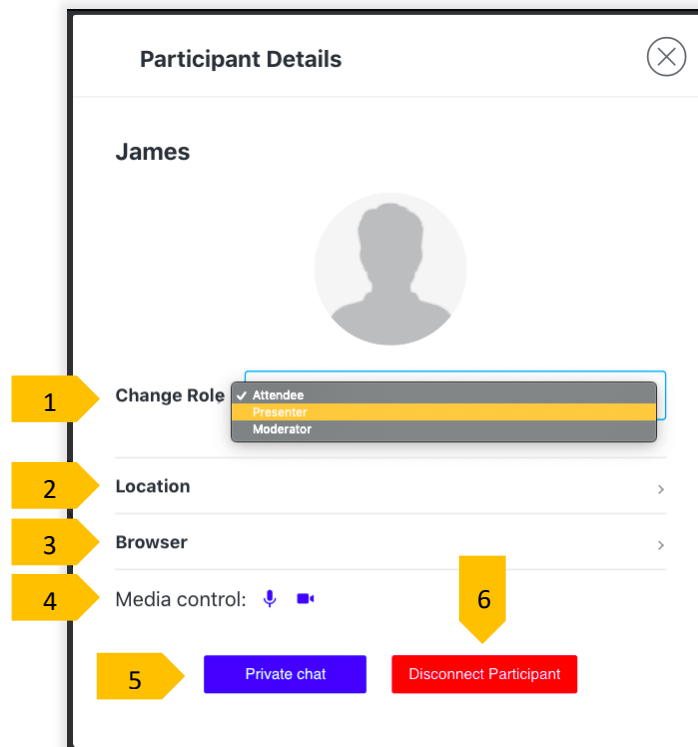 Participant Details
James
1 Change Role ✓ Attendee
Presenter
Moderator
2 Location
3 Browser
4 Media control:
6
5 Private chat Disconnect Participant